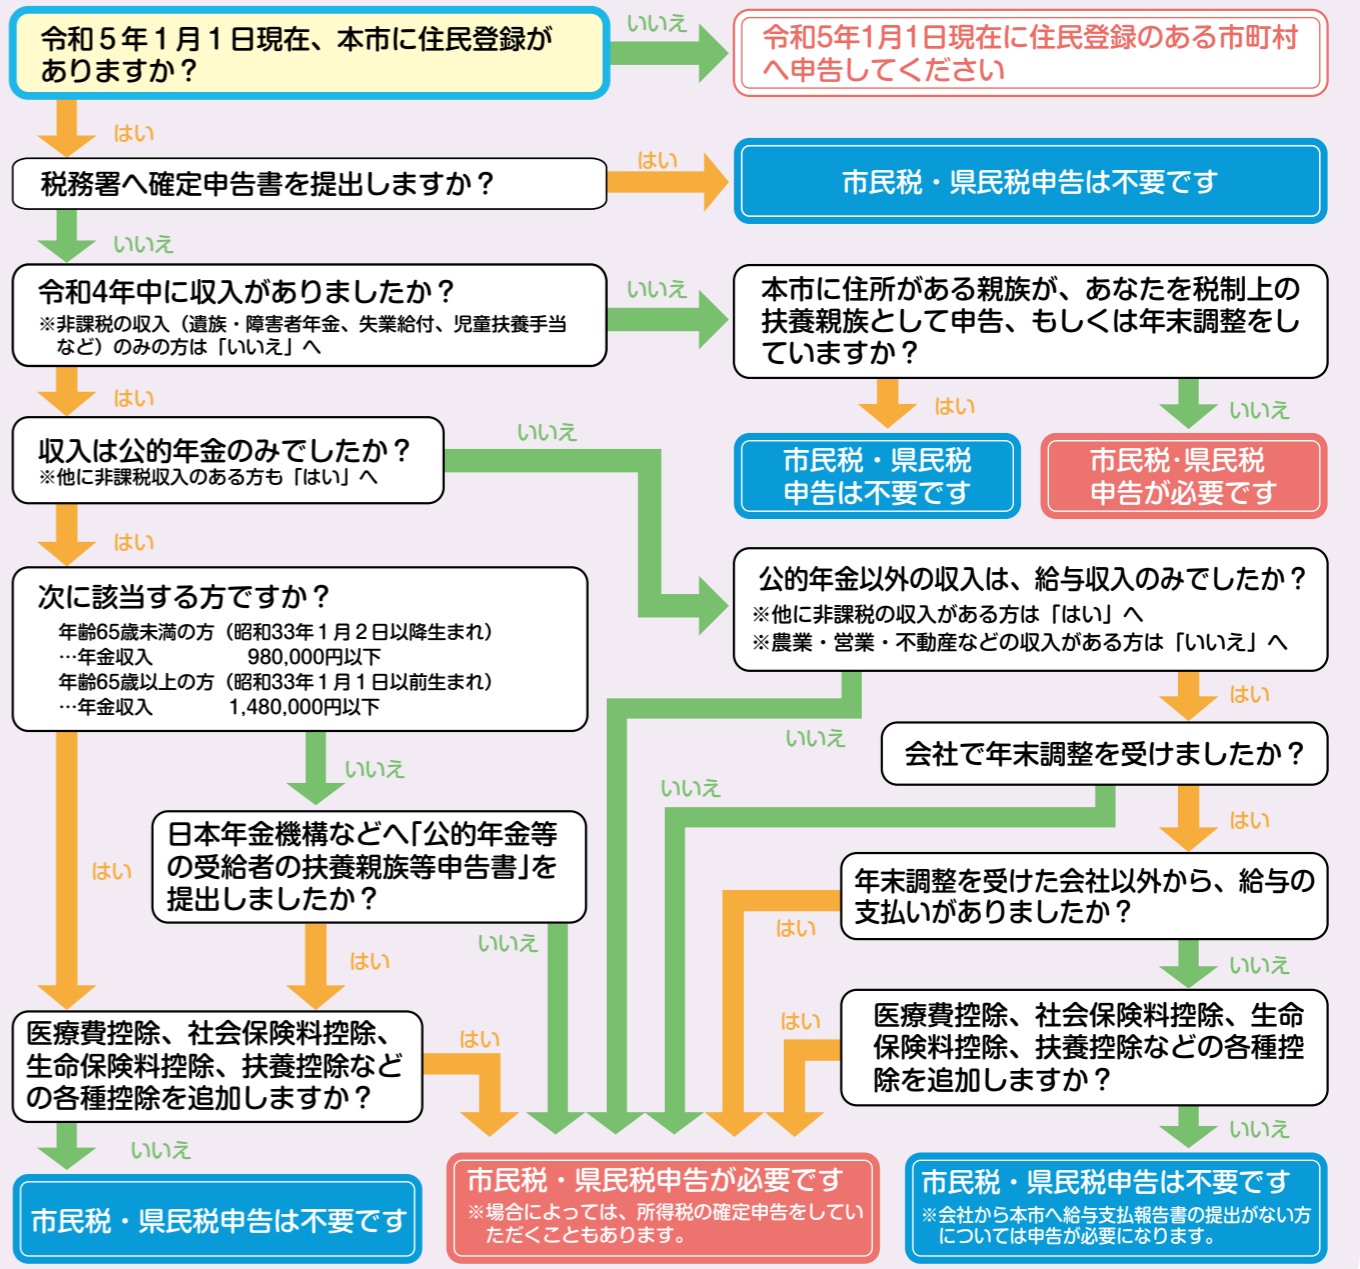 令和５年１月１日現在、本市に住民登録が
ありますか？
いいえ
令和5年1月1日現在に住民登録のある市町村
へ申告してください
はい
税務署へ確定申告書を提出しますか？
はい
市民税・県民税申告は不要です
いいえ
令和4年中に収入がありましたか？
※非課税の収入（遺族・障害者年金、失業給付、児童扶養手当
など）のみの方は「いいえ」へ
いいえ
本市に住所がある親族が、あなたを税制上の
扶養親族として申告、もしくは年末調整をし
ていますか？
はい
いいえ
市民税・県民税
申告は不要です
市民税・県民税
申告が必要です
はい
収入は公的年金のみでしたか？
※他に非課税収入のある方も「はい」へ
いいえ
はい
次に該当する方ですか？
年齢65歳未満の方（昭和33年１月２日以降生まれ）
…年金収入 980,000円以下
年齢65歳以上の方（昭和33年１月１日以前生まれ）
…年金収入 1,480,000円以下
公的年金以外の収入は、給与収入のみでしたか？
※他に非課税の収入がある方は「はい」へ
※農業・営業・不動産などの収入がある方は「いいえ」へ
いいえ
はい
会社で年末調整を受けましたか？
いいえ
はい
いいえ
日本年金機構などへ「公的年金等
の受給者の扶養親族等申告書」を
提出しましたか？
はい
いいえ
はい
年末調整を受けた会社以外から、給与の
支払いがありましたか？
はい
いいえ
医療費控除、社会保険料控除、
生命保険料控除、扶養控除など
の各種控除を追加しますか？
はい
いいえ
医療費控除、社会保険料控除、生命
保険料控除、扶養控除などの各種控
除を追加しますか？
はい
いいえ
市民税・県民税申告は不要です
市民税・県民税申告が必要です
※場合によっては、所得税の確定申告をしてい
ただくこともあります。
市民税・県民税申告は不要です
※会社から本市へ給与支払報告書の提出がない方
については申告が必要になります。